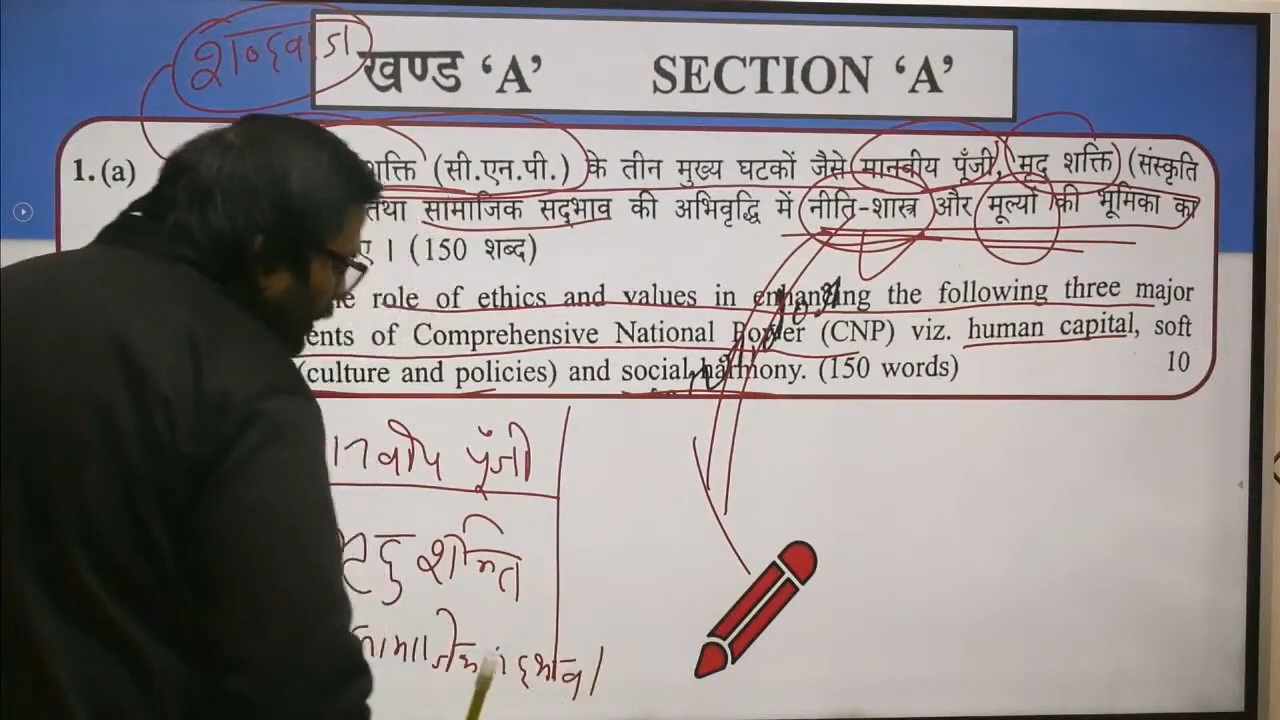 शब्दवा
खण्ड ‘A’ SECTION ‘A’
1. (a) शक्ति (सी.एन.पी.) के तीन मुख्य घटकों जैसे मानवीय पूँजी, मृदु शक्ति (संस्कृति
तथा सामाजिक सद्‌भाव की अभिवृद्धि में नीति-शास्त्र और मूल्यों की भूमिका का
ए। (150 शब्द)
role of ethics and values in enhancing the following three major
ents of Comprehensive National Power (CNP) viz. human capital, soft
(culture and policies) and social harmony. (150 words) 10
पूँजी
शक्ति